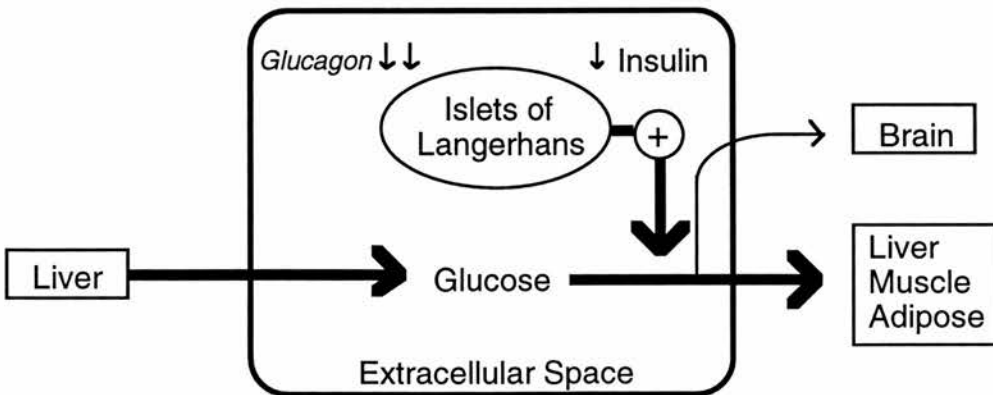 Glucagon ↓↓
↓ Insulin
Islets of
Langerhans
+
Brain
Liver
Glucose
Liver
Muscle
Adipose
Extracellular Space